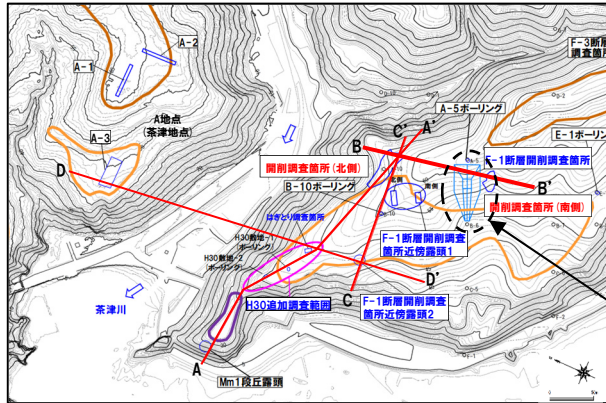 A-2
A-1
A地点
(茶津地点)
A-3
D
F-3断層
調査箇所
A-5ボーリング
E-1ボーリン
C'
A'
B
開削調査箇所(北側)
B-10ボーリング
北側
南側
F-1断層開削調査箇所
B'
開削調査箇所(南側)
はぎとり調査箇所
H30敷地-1
(ボーリング)
H30敷地-2
(ボーリング)
F-1断層開削調査
箇所近傍露頭1
D'
C
F-1断層開削調査
箇所近傍露頭2
H30追加調査範囲
茶津川
A
Mm1段丘露頭